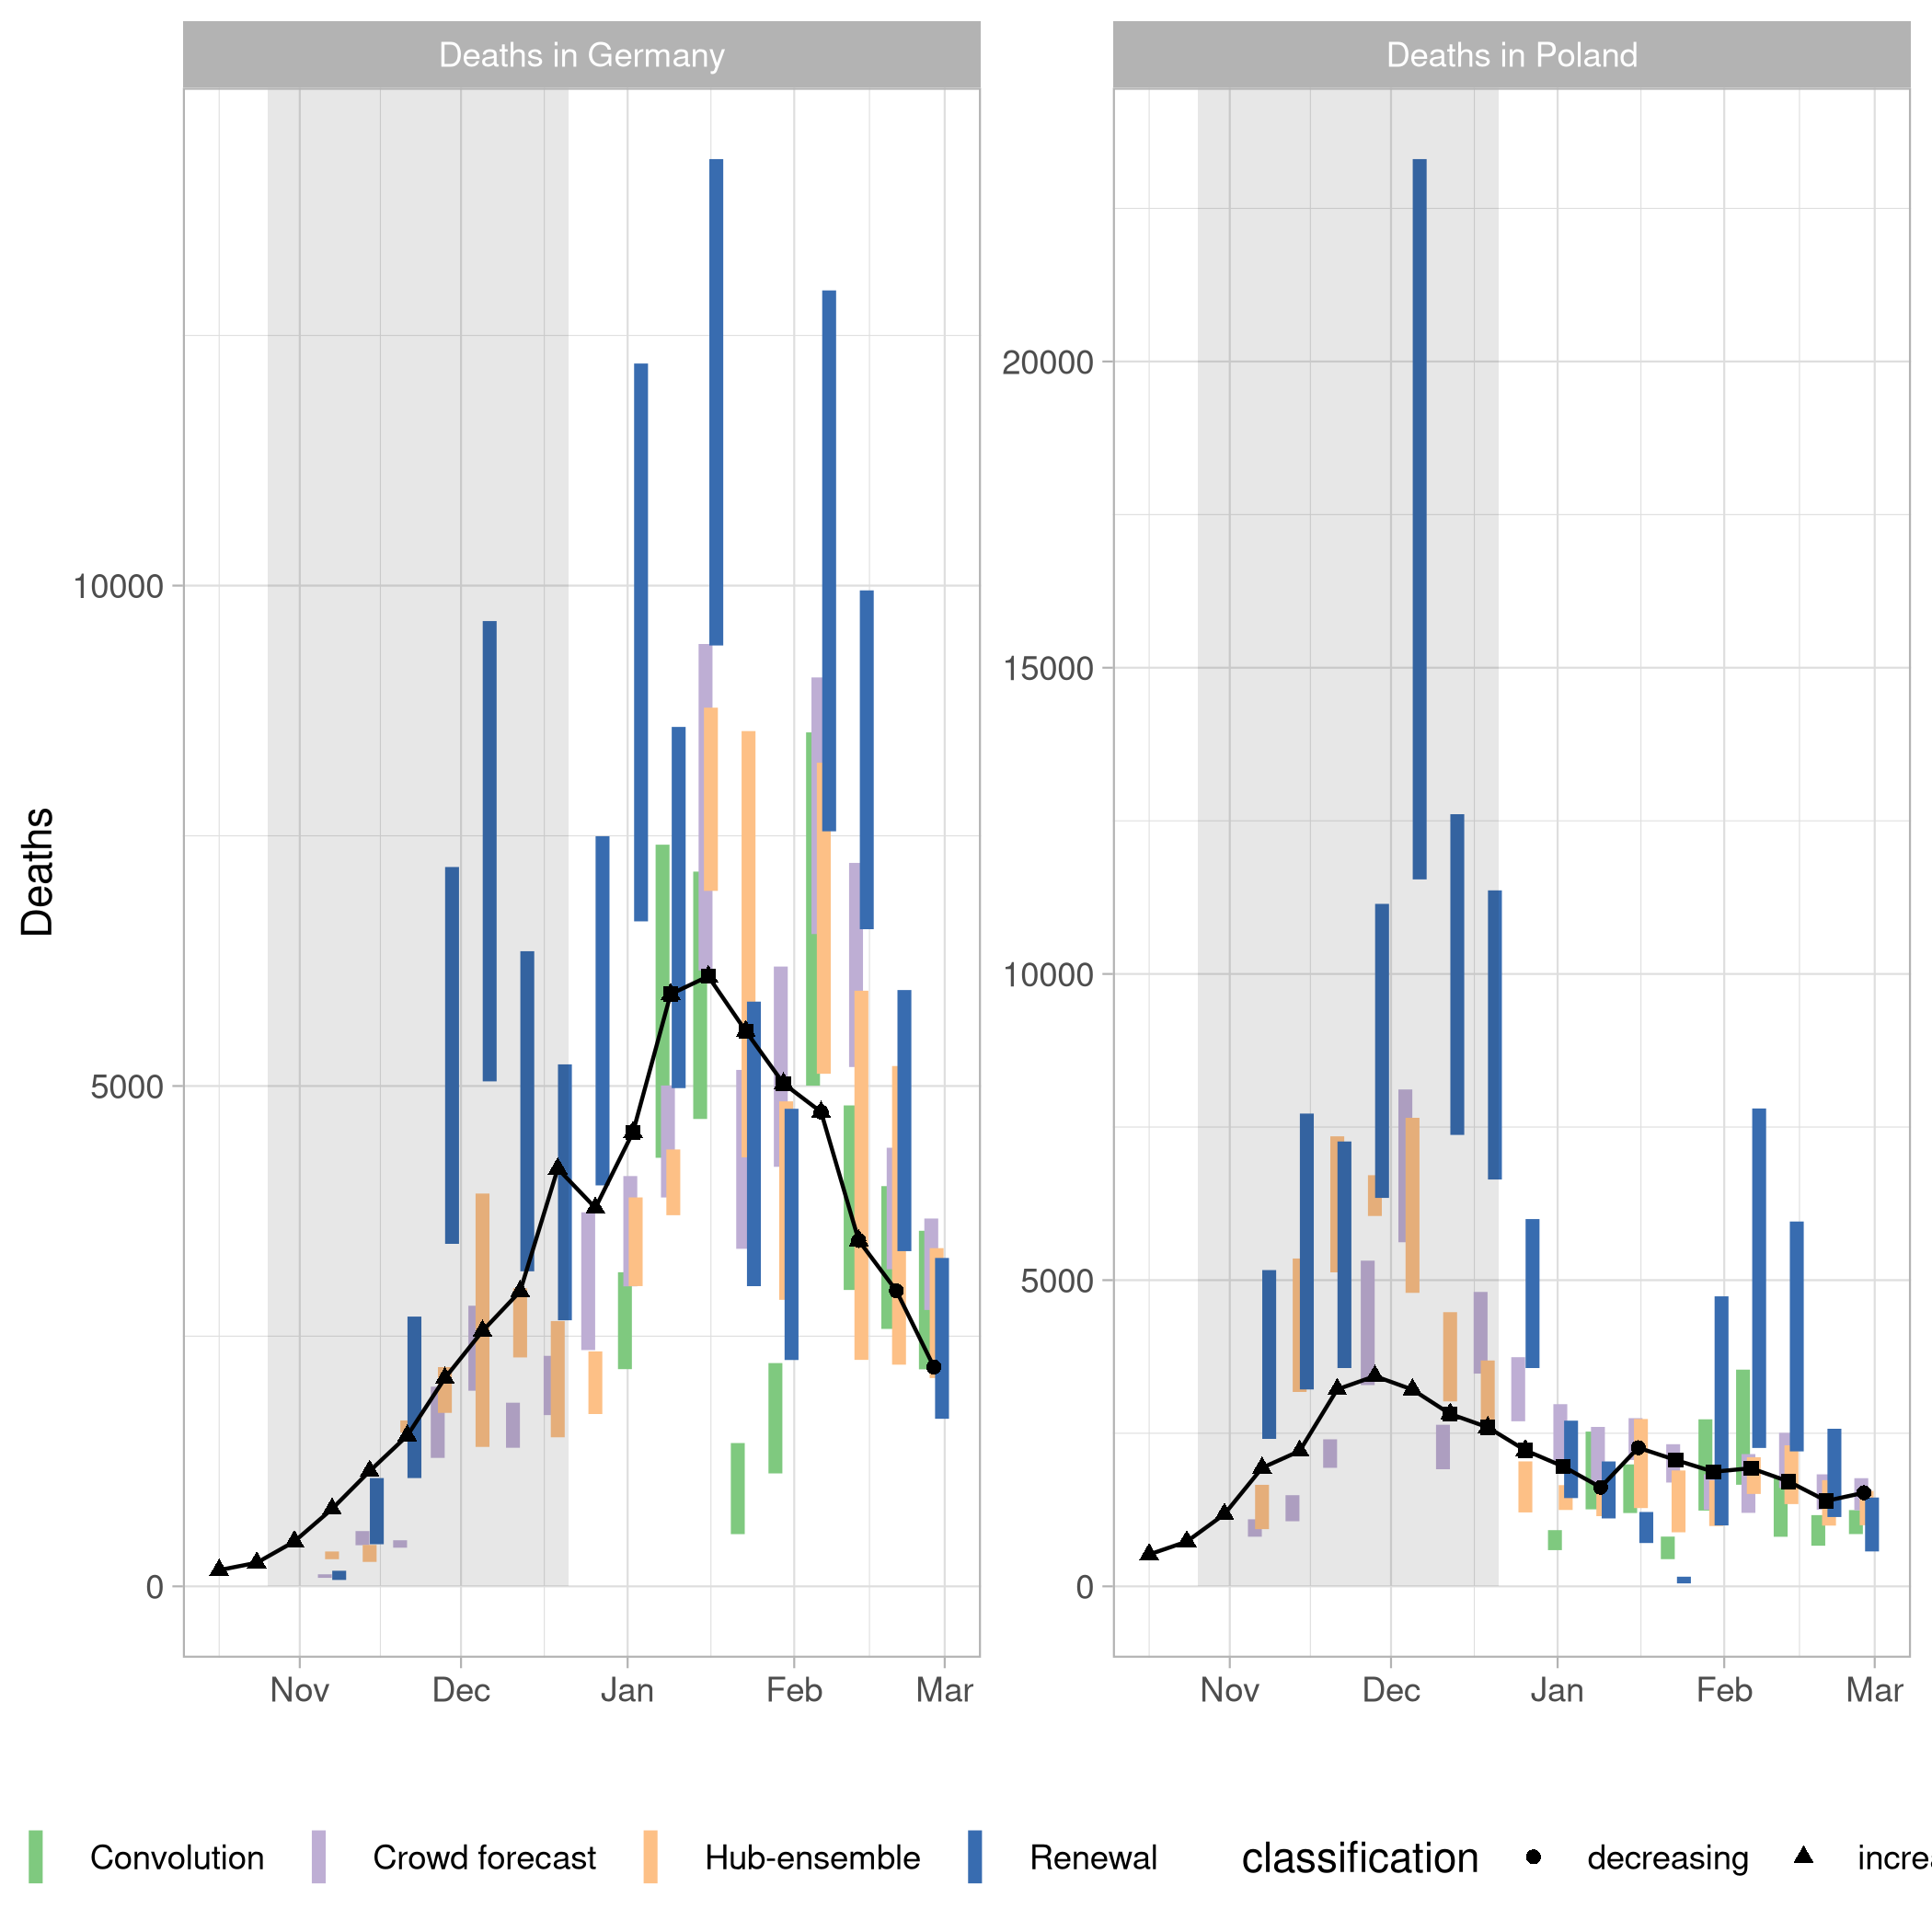 Deaths in Germany
Deaths in Poland
Deaths
10000
5000
0
20000
15000
10000
5000
0
Nov Dec Jan Feb Mar
Nov Dec Jan Feb Mar
Convolution Crowd forecast Hub-ensemble Renewal classification decreasing